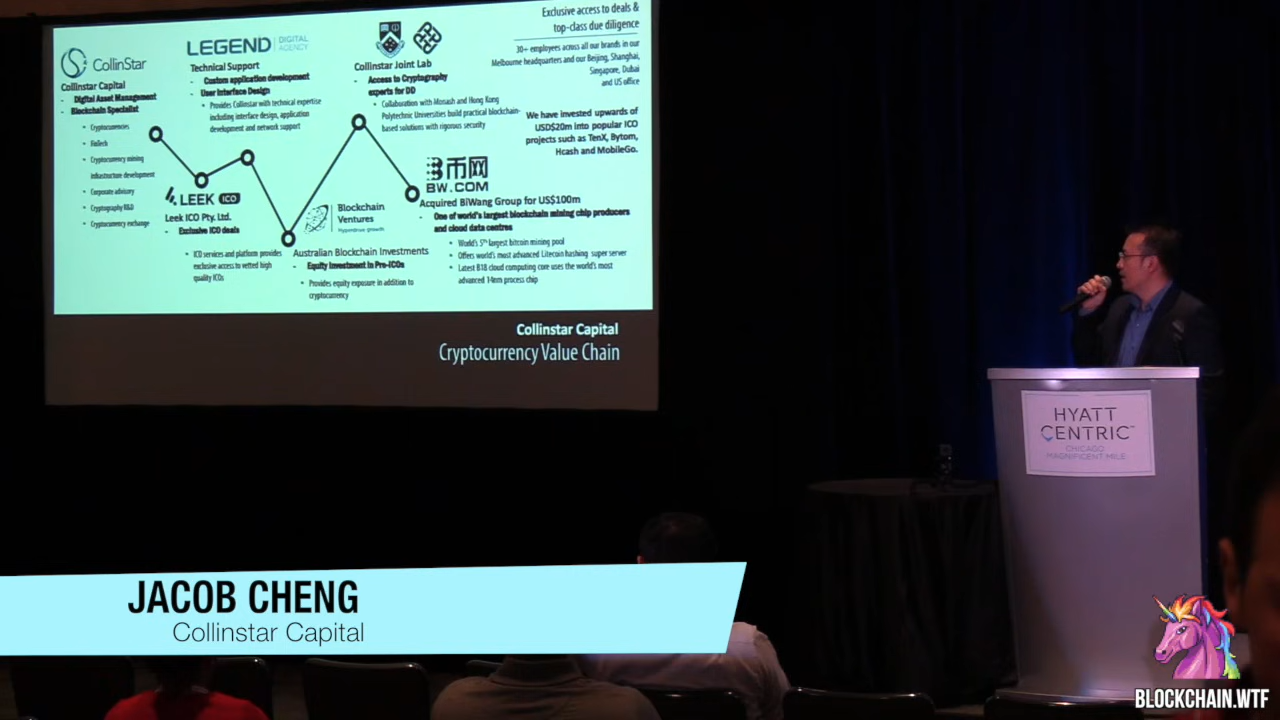 CollinStar
Collinstar Capital
- Digital Asset Management
- Blockchain Specialist
• Cryptocurrencies
• FinTech
• Cryptocurrency mining
infrastructure development
• Corporate advisory
• Cryptography R&D
• Cryptocurrency exchange
LEEK ICO
Leek ICO Pty. Ltd.
- Exclusive ICO deals
• ICO services and platform provides
exclusive access to vetted high
quality ICOs
LEGEND DIGITAL
AGENCY
Technical Support
- Custom application development
- User Interface Design
• Provides Collinstar with technical expertise
including interface design, application
development and network support
Blockchain
Ventures
Hyperdrive growth
Australian Blockchain Investments
- Equity Investment in Pre-ICOs
• Provides equity exposure in addition to
cryptocurrency
Collinstar Joint Lab
- Access to Cryptography
experts for DD
• Collaboration with Monash and Hong Kong
Polytechnic Universities build practical blockchain-
based solutions with rigorous security
币网
BW.COM
Acquired BiWang Group for US$100m
- One of world's largest blockchain mining chip producers
and cloud data centres
• World's 5th largest bitcoin mining pool
• Offers world's most advanced Litecoin hashing super server
• Latest B18 cloud computing core uses the world's most
advanced 14nm process chip
Exclusive access to deals &
top-class due diligence
30+ employees across all our brands in our
Melbourne headquarters and our Beijing, Shanghai,
Singapore, Dubai
and US office
We have invested upwards of
USD$20m into popular ICO
projects such as TenX, Bytom,
Hcash and MobileGo.
Collinstar Capital
Cryptocurrency Value Chain
HYATT
CENTRIC™
CHICAGO
MAGNIFICENT MILE
JACOB CHENG
Collinstar Capital
BLOCKCHAIN.WTF